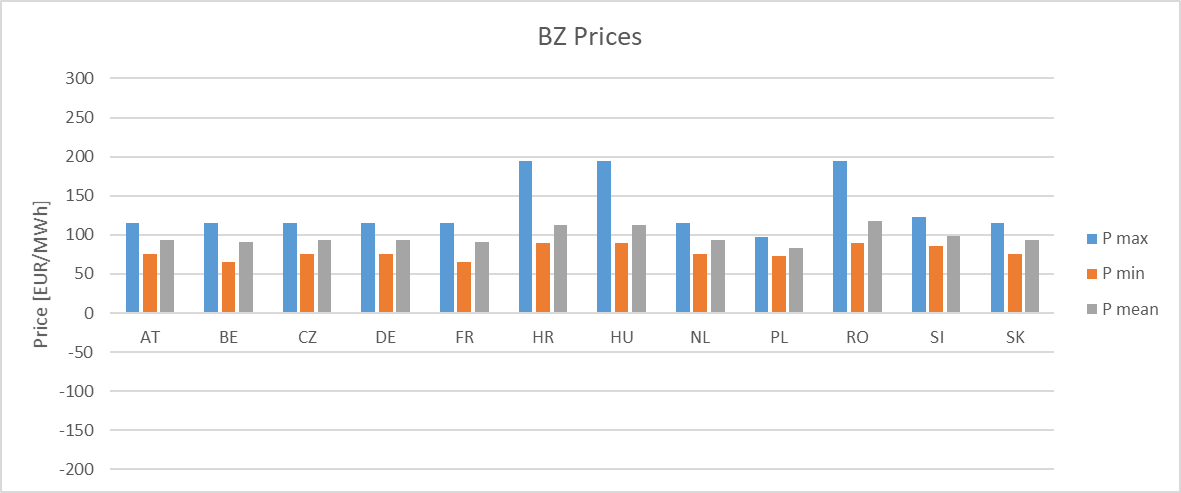 BZ Prices
Price [EUR/MWh]
300
250
200
150
100
50
0
-50
-100
-150
-200
AT BE CZ DE FR HR HU NL PL RO SI SK
P max
P min
P mean